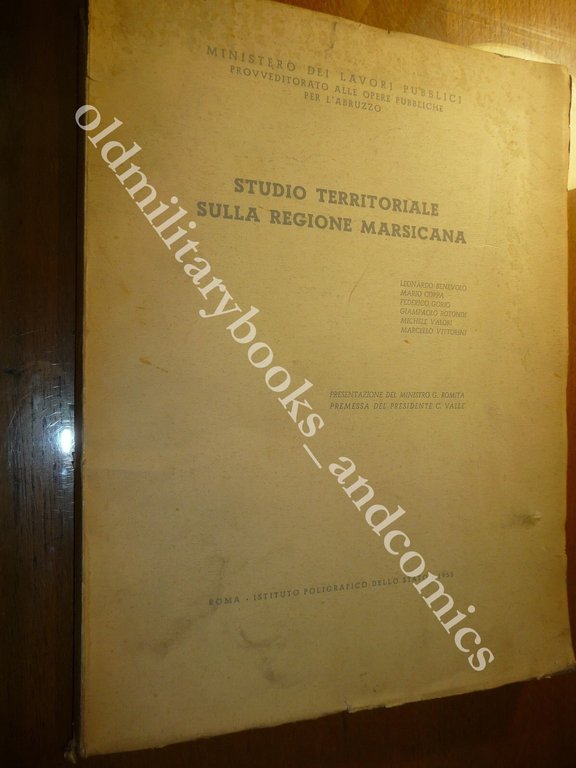 MINISTERO DEI LAVORI PUBBLICI
PROVVEDITORATO ALLE OPERE PUBBLICHE
PER L'ABRUZZO
STUDIO TERRITORIALE
SULLA REGIONE MARSICANA
LEONARDO BENEVOLO
MARIO COPPA
FEDERICO GORIO
GIAMPAOLO ROTONDI
MICHELE VALORI
MARCELLO VITTORINI
PRESENTAZIONE DEL MINISTRO G. ROMITA
PREMESSA DEL PRESIDENTE C. VALLE
ROMA - ISTITUTO POLIGRAFICO DELLO STATO
oldmilitarybooks_andcomics